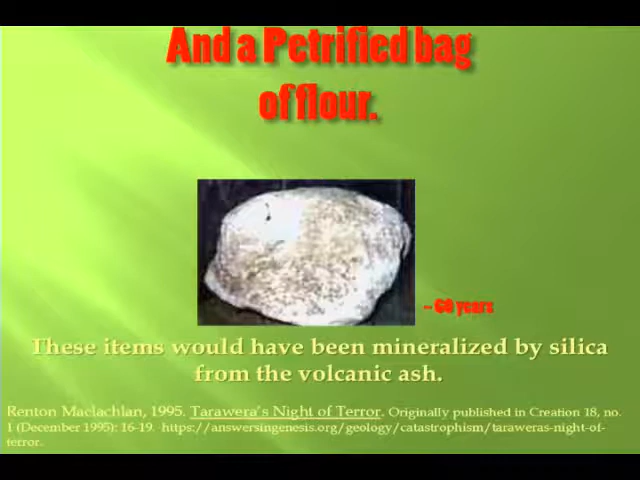 And a Petrified bag
of flour.
~ 60 years
These items would have been mineralized by silica
from the volcanic ash.
Renton Maclachlan, 1995. Tarawera's Night of Terror. Originally published in Creation 18, no.
1 (December 1995): 16-19. https://answersingenesis.org/geology/catastrophism/taraweras-night-of-
terror.